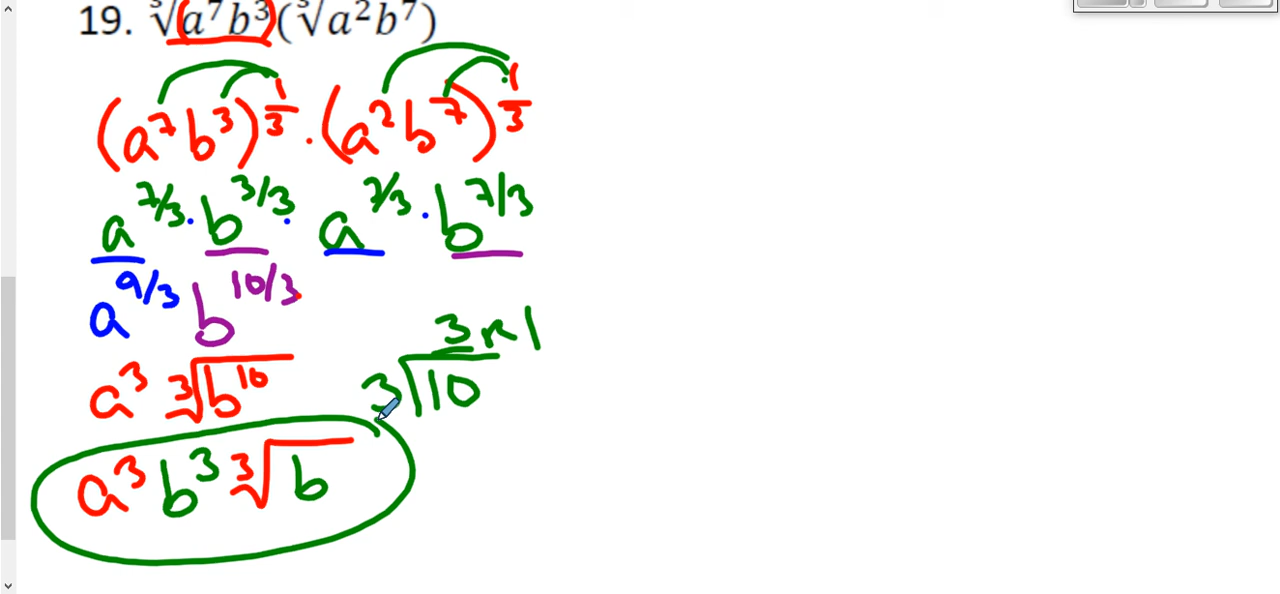 19. ∛(a⁷b³)(∛a²b⁷)
(a⁷b³)^1/3 · (a²b⁷)^1/3
a^7/3 · b^3/3 · a^2/3 · b^7/3
a^9/3 b^10/3
3 R 1
a³ ∛b¹⁰ 3⟌10
a³b³ ∛b